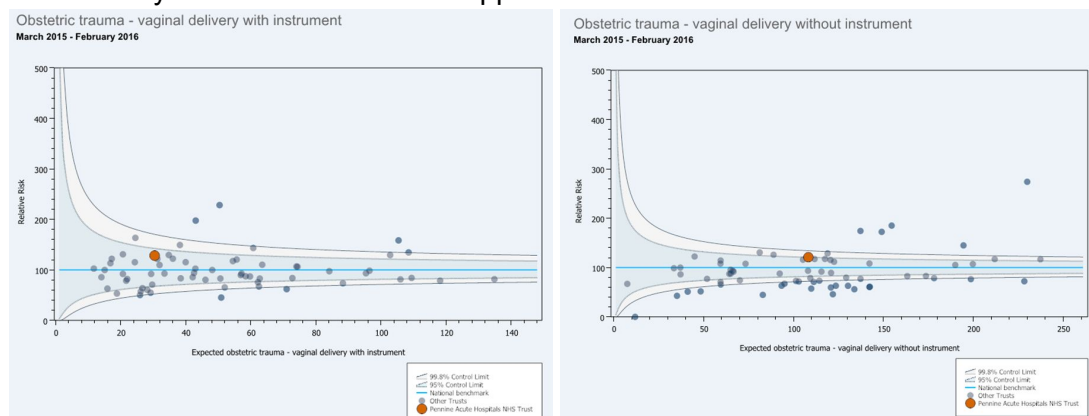 Obstetric trauma - vaginal delivery with instrument
March 2015 - February 2016
500
400
300
200
100
0
Relative Risk
0 20 40 60 80 100 120 140
Expected obstetric trauma - vaginal delivery with instrument
99.8% Control Limit
95% Control Limit
National benchmark
Other Trusts
Pennine Acute Hospitals NHS Trust
Obstetric trauma - vaginal delivery without instrument
March 2015 - February 2016
500
400
300
200
100
0
Relative Risk
50 100 150 200 250
Expected obstetric trauma - vaginal delivery without instrument
99.8% Control Limit
95% Control Limit
National benchmark
Other Trusts
Pennine Acute Hospitals NHS Trust